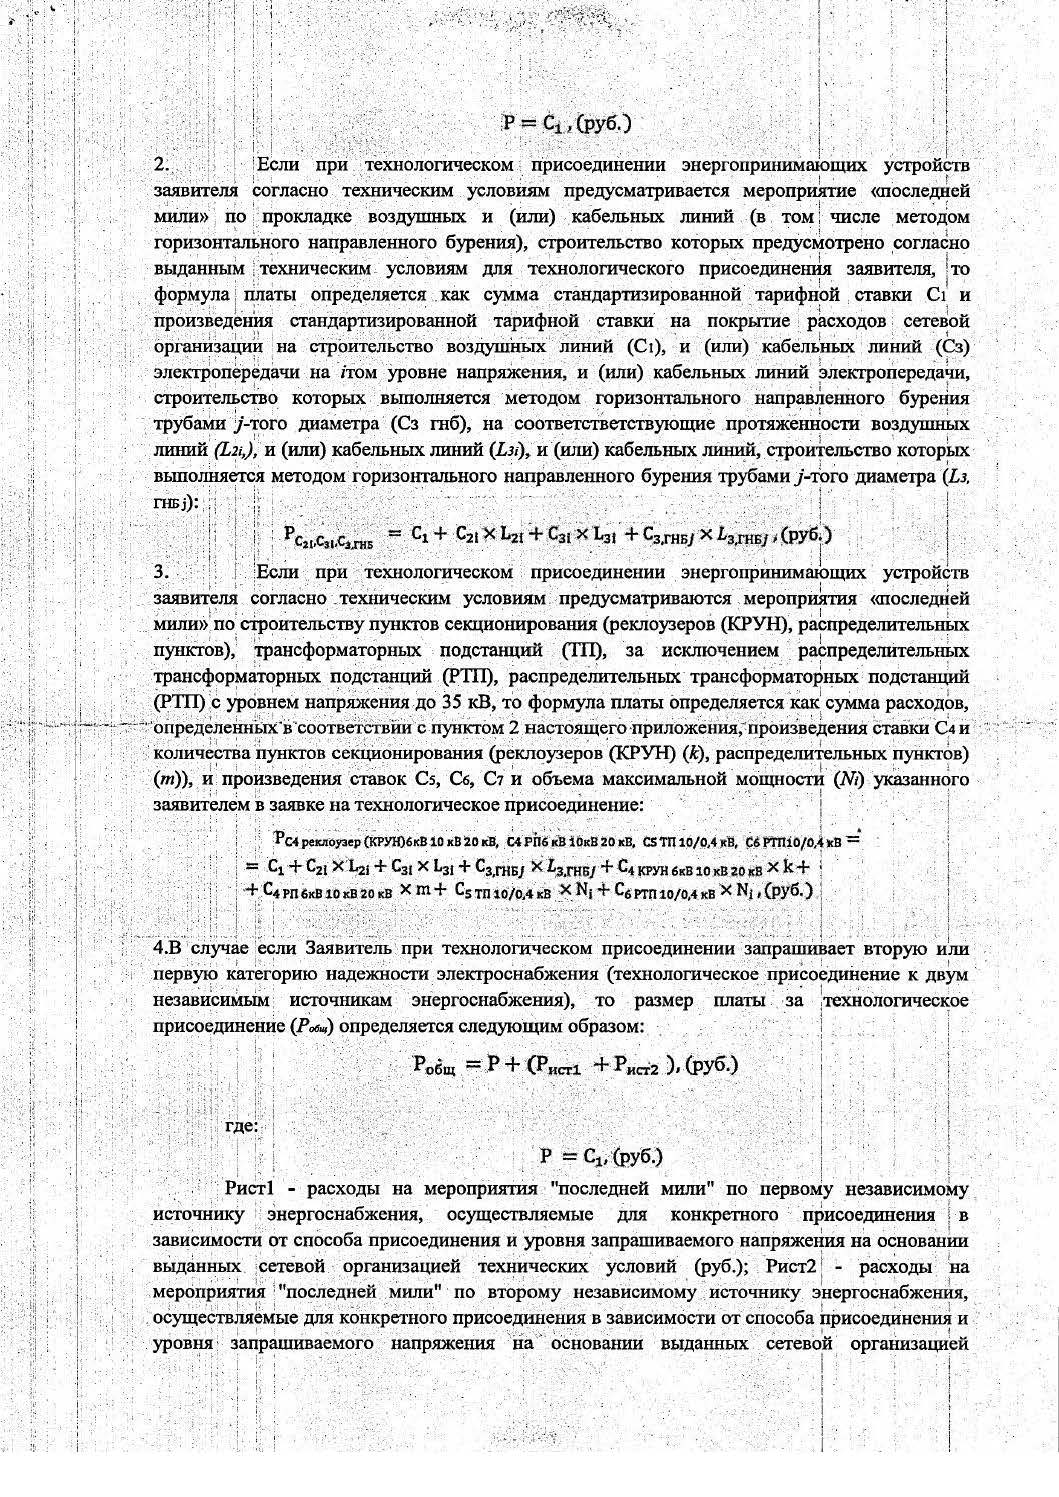 P = C₁, (руб.)
2. Если при технологическом присоединении энергопринимающих устройств
заявителя согласно техническим условиям предусматривается мероприятие «последней
мили» по прокладке воздушных и (или) кабельных линий (в том числе методом
горизонтального направленного бурения), строительство которых предусмотрено согласно
выданным техническим условиям для технологического присоединения заявителя, то
формула платы определяется как сумма стандартизированной тарифной ставки С1 и
произведения стандартизированной тарифной ставки на покрытие расходов сетевой
организации на строительство воздушных линий (С1), и (или) кабельных линий (С3)
электропередачи на iтом уровне напряжения, и (или) кабельных линий электропередачи,
строительство которых выполняется методом горизонтального направленного бурения
трубами j-того диаметра (С3 гнб), на соответстветствующие протяженности воздушных
линий (L2i,), и (или) кабельных линий (L3i), и (или) кабельных линий, строительство которых
выполняется методом горизонтального направленного бурения трубами j-того диаметра (L3,
ГНБ j):
P C2i,C3i,C3,ГНБ = C1 + C2i × L2i + C3i × L3i + C3,ГНБj × L3,ГНБj, (руб.)
3. Если при технологическом присоединении энергопринимающих устройств
заявителя согласно техническим условиям предусматриваются мероприятия «последней
мили» по строительству пунктов секционирования (реклоузеров (КРУН), распределительных
пунктов), трансформаторных подстанций (ТП), за исключением распределительных
трансформаторных подстанций (РТП), распределительных трансформаторных подстанций
(РТП) с уровнем напряжения до 35 кВ, то формула платы определяется как сумма расходов,
определенных в соответствии с пунктом 2 настоящего приложения, произведения ставки С4 и
количества пунктов секционирования (реклоузеров (КРУН) (k), распределительных пунктов)
(m)), и произведения ставок С5, С6, С7 и объема максимальной мощности (Ni) указанного
заявителем в заявке на технологическое присоединение:
P C4 реклоузер (КРУН)6кВ 10 кВ 20 кВ, C4 РП6 кВ 10кВ 20 кВ, C5 ТП 10/0,4 кВ, C6 РТП10/0,4 кВ =
= C1 + C2i × L2i + C3i × L3i + C3,ГНБj × L3,ГНБj + C4 КРУН 6кВ 10 кВ 20 кВ × k +
+ C4 РП 6кВ 10 кВ 20 кВ × m + C5 ТП 10/0,4 кВ × Ni + C6 РТП 10/0,4 кВ × Ni, (руб.)
4.В случае если Заявитель при технологическом присоединении запрашивает вторую или
первую категорию надежности электроснабжения (технологическое присоединение к двум
независимым источникам энергоснабжения), то размер платы за технологическое
присоединение (Pобщ) определяется следующим образом:
Pобщ = P + (Pист1 + Pист2 ), (руб.)
где:
P = C1, (руб.)
Рист1 - расходы на мероприятия "последней мили" по первому независимому
источнику энергоснабжения, осуществляемые для конкретного присоединения в
зависимости от способа присоединения и уровня запрашиваемого напряжения на основании
выданных сетевой организацией технических условий (руб.); Рист2 - расходы на
мероприятия "последней мили" по второму независимому источнику энергоснабжения,
осуществляемые для конкретного присоединения в зависимости от способа присоединения и
уровня запрашиваемого напряжения на основании выданных сетевой организацией